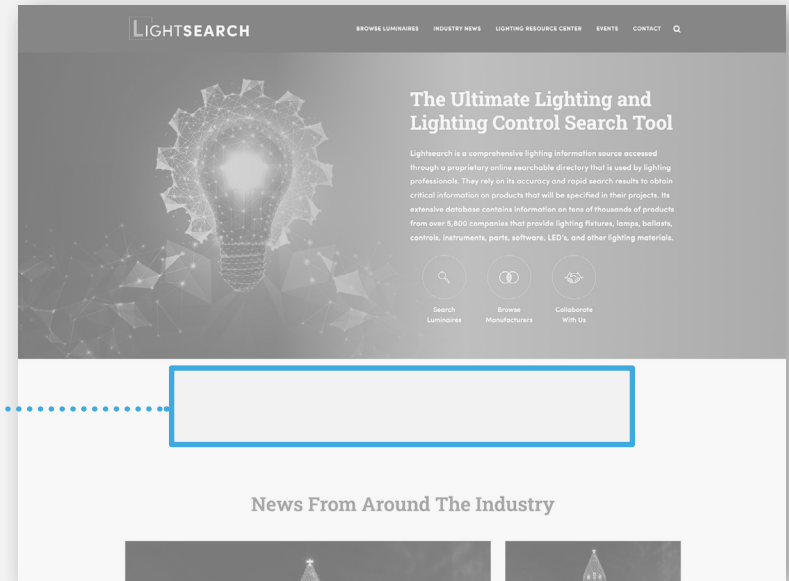 LIGHTSEARCH
BROWSE LUMINAIRES INDUSTRY NEWS LIGHTING RESOURCE CENTER EVENTS CONTACT
The Ultimate Lighting and
Lighting Control Search Tool
Lightsearch is a comprehensive lighting information source accessed
through a proprietary online searchable directory that is used by lighting
professionals. They rely on its accuracy and rapid search results to obtain
critical information on products that will be specified in their projects. Its
extensive database contains information on tens of thousands of products
from over 5,800 companies that provide lighting fixtures, lamps, ballasts,
controls, instruments, parts, software, LED's, and other lighting materials.
Search
Luminaires
Browse
Manufacturers
Collaborate
With Us
News From Around The Industry